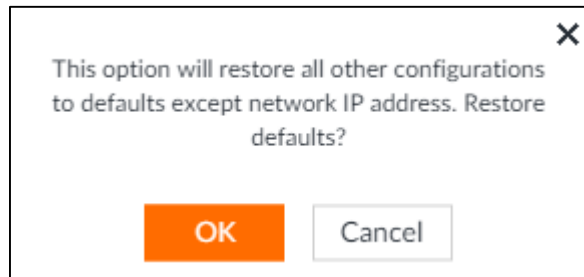 This option will restore all other configurations
to defaults except network IP address. Restore
defaults?
OK
Cancel